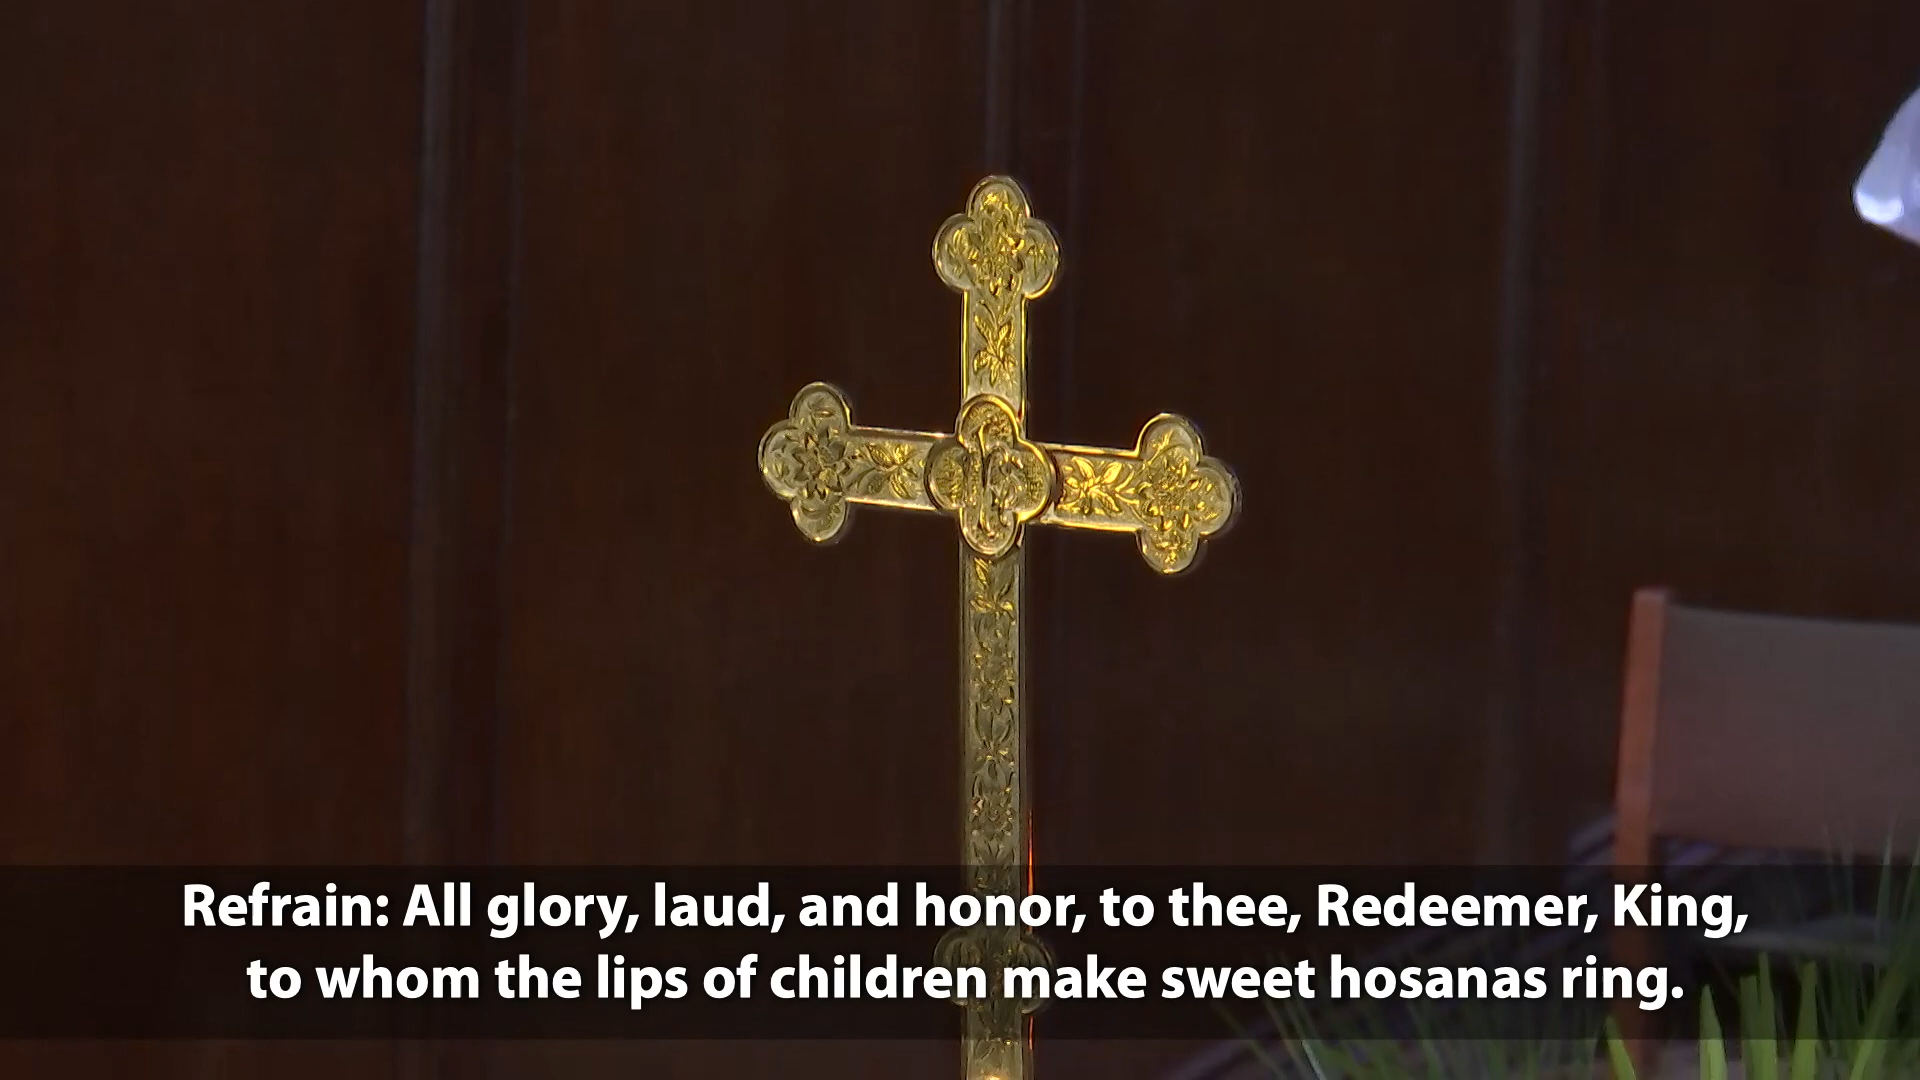 Refrain: All glory, laud, and honor, to thee, Redeemer, King,
to whom the lips of children make sweet hosanas ring.